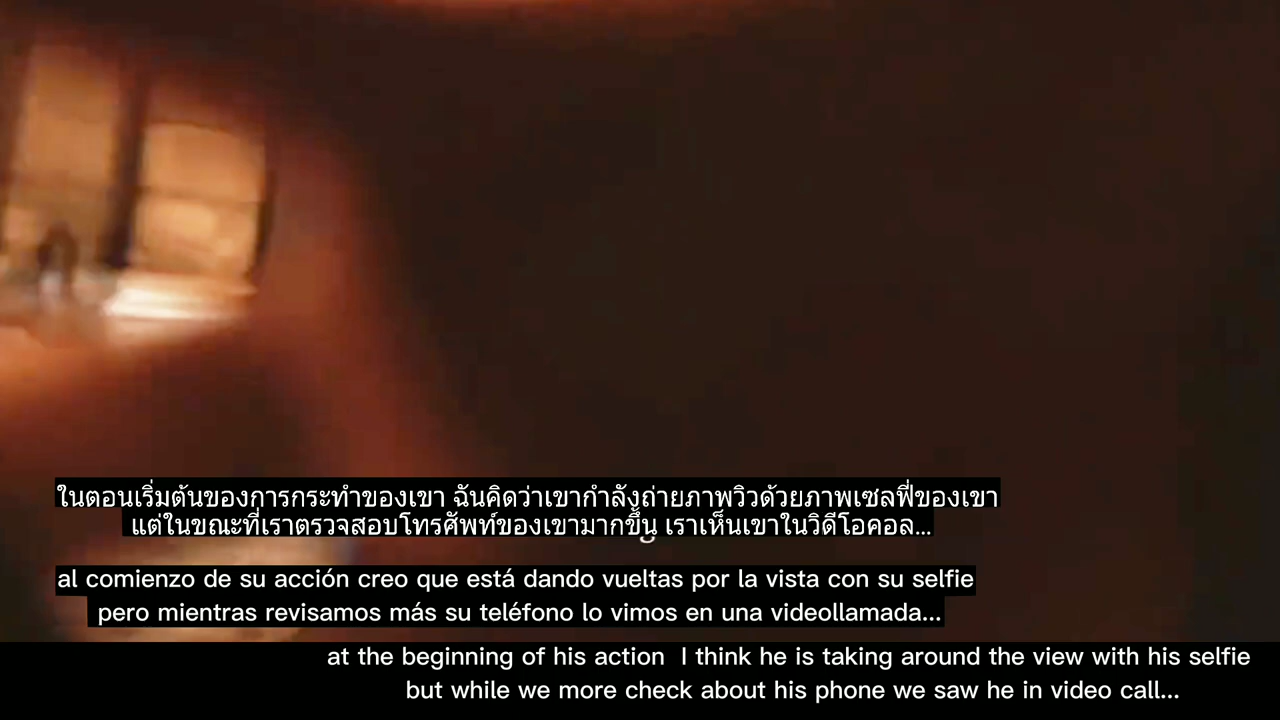 ในตอนเริ่มต้นของการกระทำของเขา ฉันคิดว่าเขากำลังถ่ายภาพวิวด้วยภาพเซลฟี่ของเขา
แต่ในขณะที่เราตรวจสอบโทรศัพท์ของเขามากขึ้น เราเห็นเขาในวิดีโอคอล...
al comienzo de su acción creo que está dando vueltas por la vista con su selfie
pero mientras revisamos más su teléfono lo vimos en una videollamada...
at the beginning of his action  I think he is taking around the view with his selfie
but while we more check about his phone we saw he in video call...